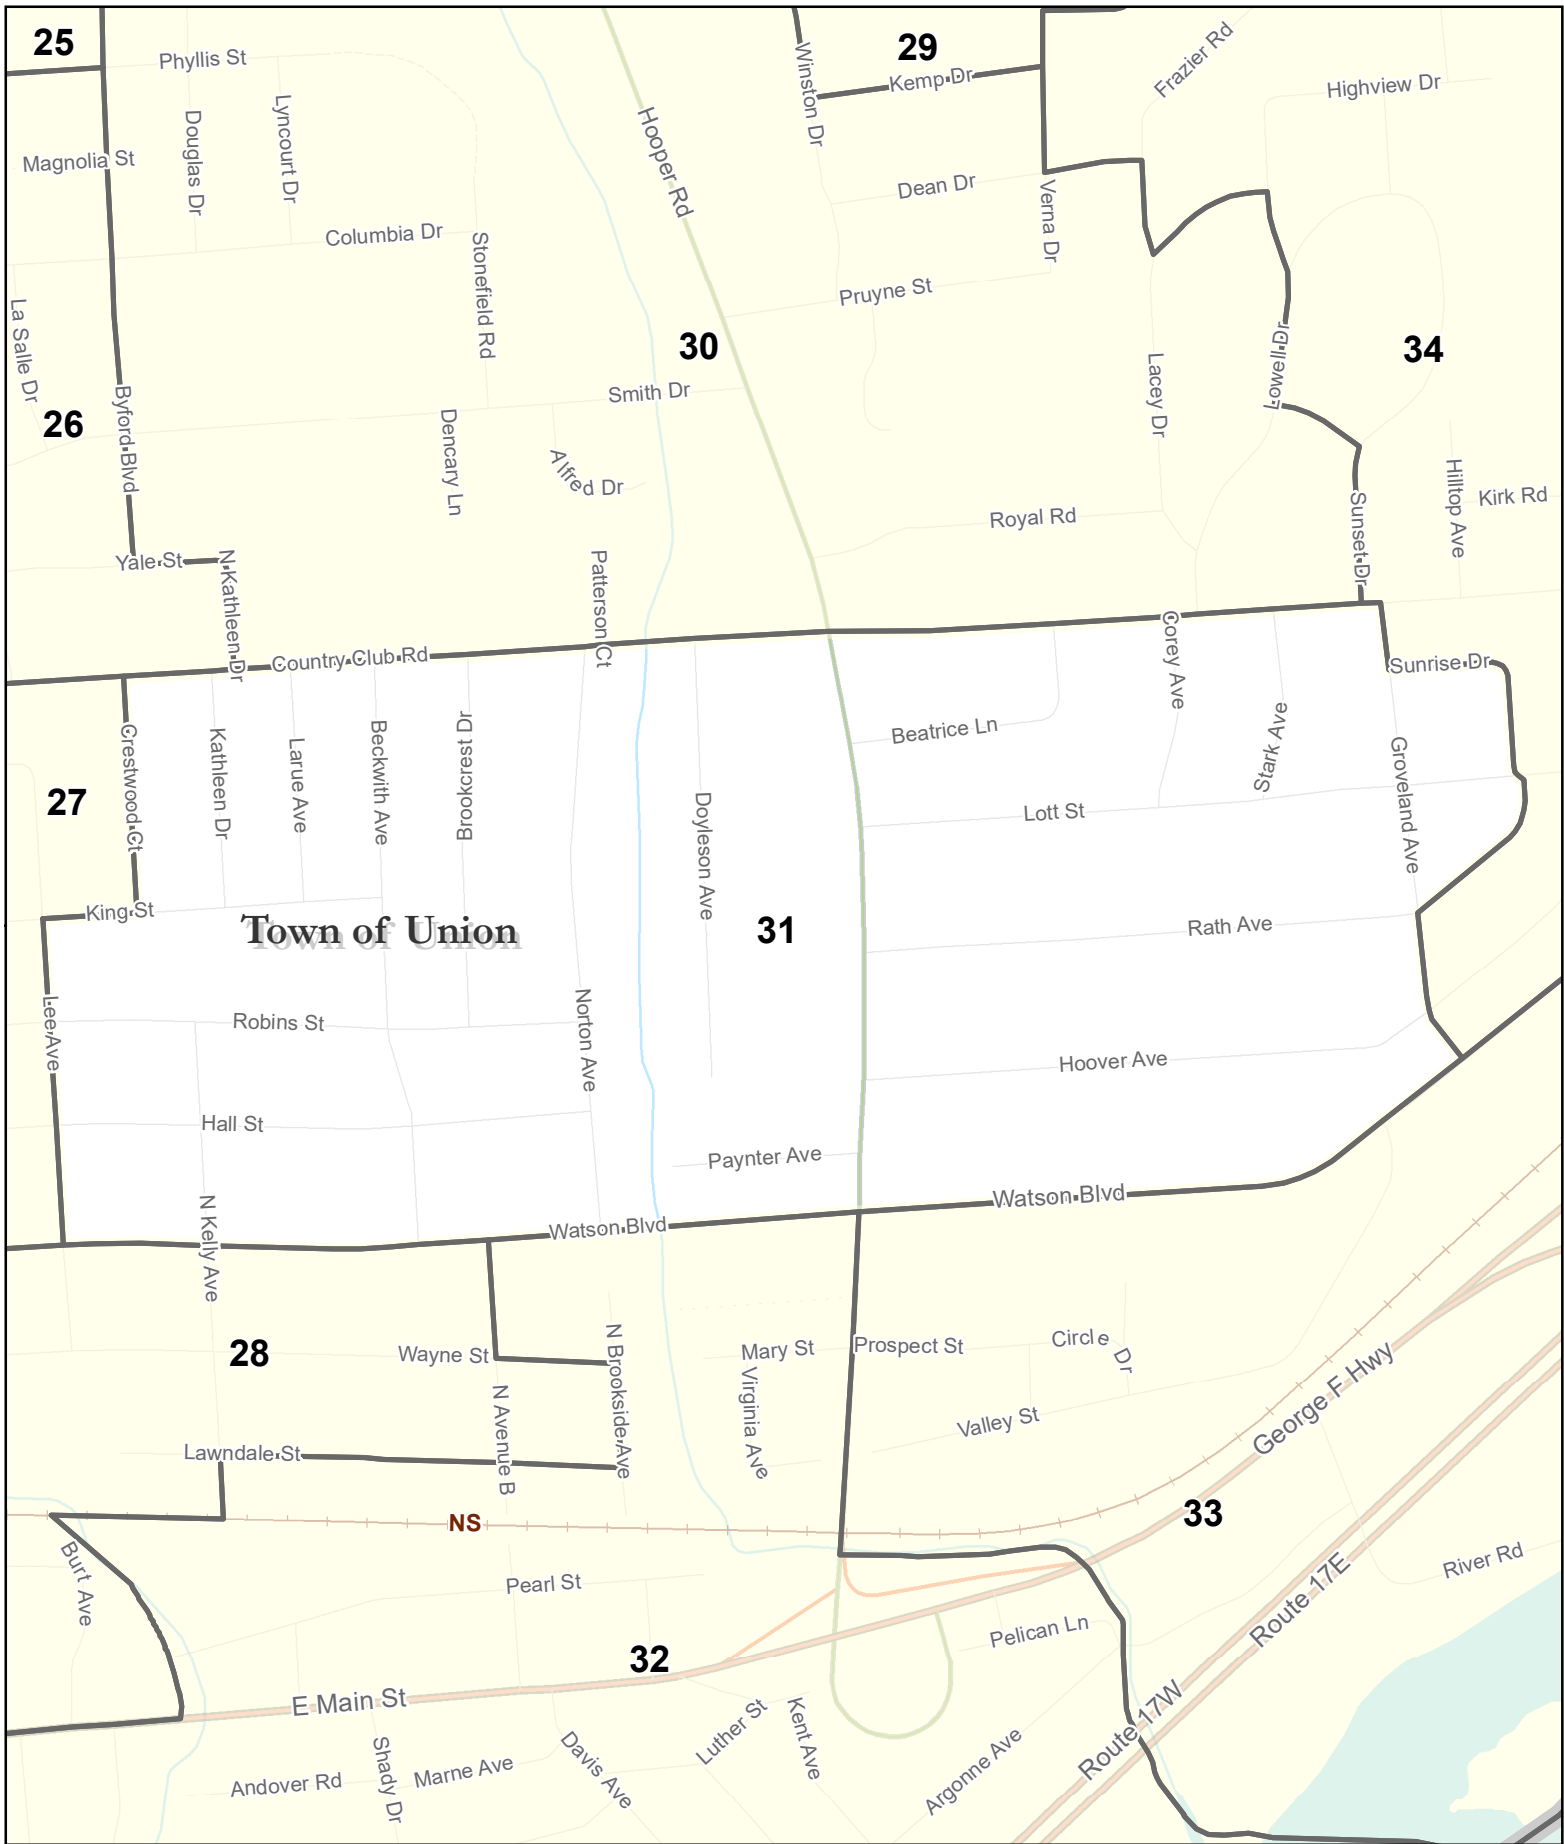 25
29
Phyllis St
Winston Dr
Kemp Dr
Frazier Rd
Highview Dr
Lyncourt Dr
Douglas Dr
Hooper Rd
Magnolia St
Dean Dr
Verna Dr
Columbia Dr
Stonefield Rd
Pruyne St
La Salle Dr
30
34
Lowell Dr
Lacey Dr
Smith Dr
Byford Blvd
26
Dencary Ln
Alfred Dr
Hilltop Ave
Kirk Rd
Sunset Dr
Royal Rd
Yale St
N Kathleen Dr
Patterson Ct
Corey Ave
Country Club Rd
Sunrise Dr
Crestwood Ct
Kathleen Dr
Larue Ave
Beckwith Ave
Brookcrest Dr
Beatrice Ln
Stark Ave
Groveland Ave
27
Doyleson Ave
Lott St
King St
Town of Union
31
Rath Ave
Lee Ave
Robins St
Norton Ave
Hoover Ave
Hall St
Paynter Ave
N Kelly Ave
Watson Blvd
Watson Blvd
28
Wayne St
N Brookside Ave
Mary St
Prospect St
Circle Dr
N Avenue B
Virginia Ave
Valley St
George F Hwy
Lawndale St
NS
33
Burt Ave
Pearl St
River Rd
Route 17E
Pelican Ln
32
E Main St
Route 17W
Luther St
Kent Ave
Shady Dr
Davis Ave
Argonne Ave
Andover Rd
Marne Ave